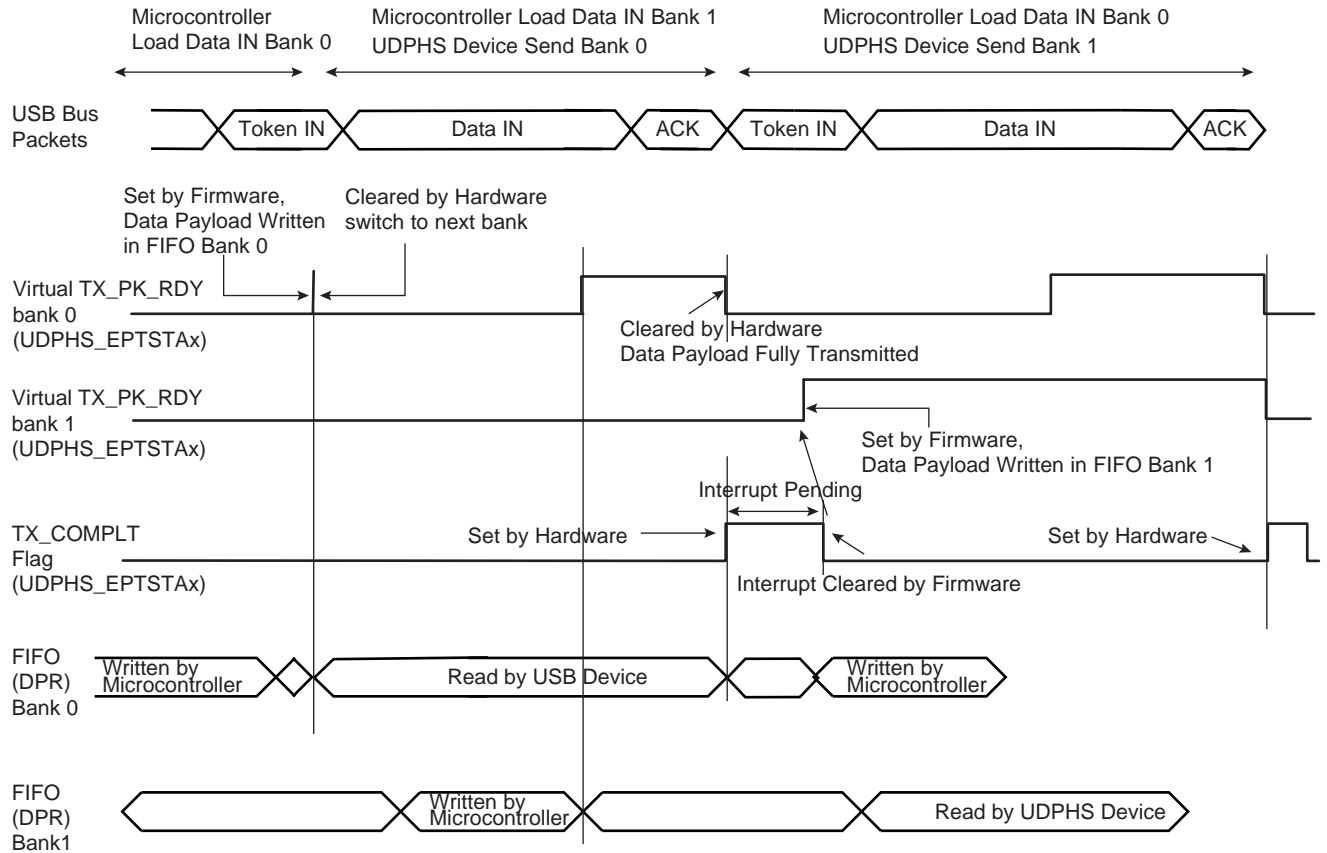 Microcontroller
Load Data IN Bank 0
Microcontroller Load Data IN Bank 1
UDPHS Device Send Bank 0
Microcontroller Load Data IN Bank 0
UDPHS Device Send Bank 1
USB Bus
Packets
Token IN
Data IN
ACK
Token IN
Data IN
ACK
Set by Firmware,
Data Payload Written
in FIFO Bank 0
Cleared by Hardware
switch to next bank
Virtual TX_PK_RDY
bank 0
(UDPHS_EPTSTAx)
Cleared by Hardware
Data Payload Fully Transmitted
Virtual TX_PK_RDY
bank 1
(UDPHS_EPTSTAx)
Set by Firmware,
Data Payload Written in FIFO Bank 1
Interrupt Pending
TX_COMPLT
Flag
(UDPHS_EPTSTAx)
Set by Hardware
Set by Hardware
Interrupt Cleared by Firmware
FIFO
(DPR)
Bank 0
Written by
Microcontroller
Read by USB Device
Written by
Microcontroller
FIFO
(DPR)
Bank1
Written by
Microcontroller
Read by UDPHS Device